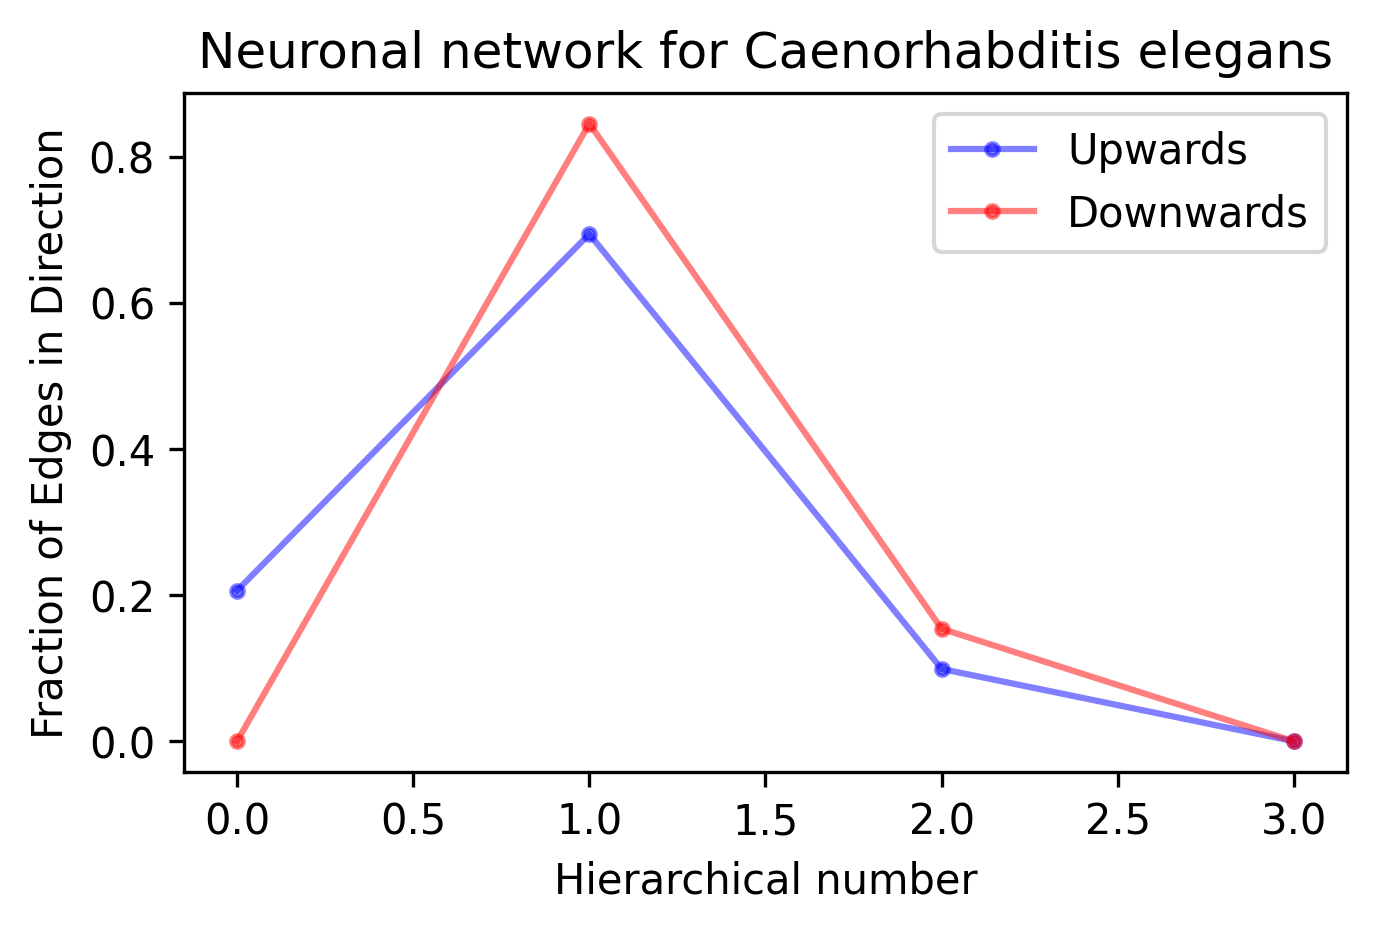 Neuronal network for Caenorhabditis elegans
Upwards
Downwards
Fraction of Edges in Direction
0.8
0.6
0.4
0.2
0.0
0.0 0.5 1.0 1.5 2.0 2.5 3.0
Hierarchical number